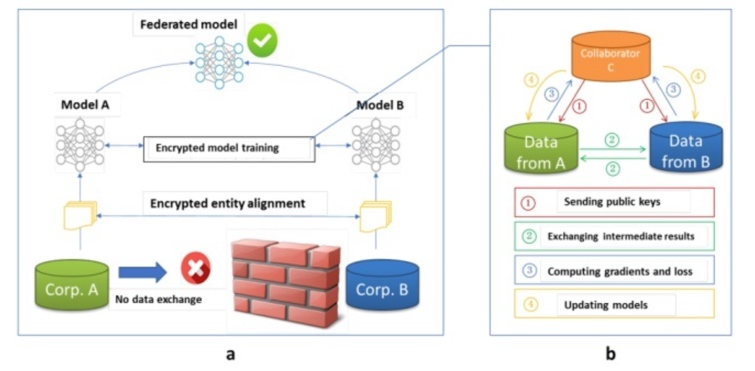 Federated model
Model A
Model B
Encrypted model training
Encrypted entity alignment
Corp. A
No data exchange
Corp. B
a
Collaborator
C
④
③
①
①
③
④
Data
from A
②
②
Data
from B
① Sending public keys
② Exchanging intermediate results
③ Computing gradients and loss
④ Updating models
b